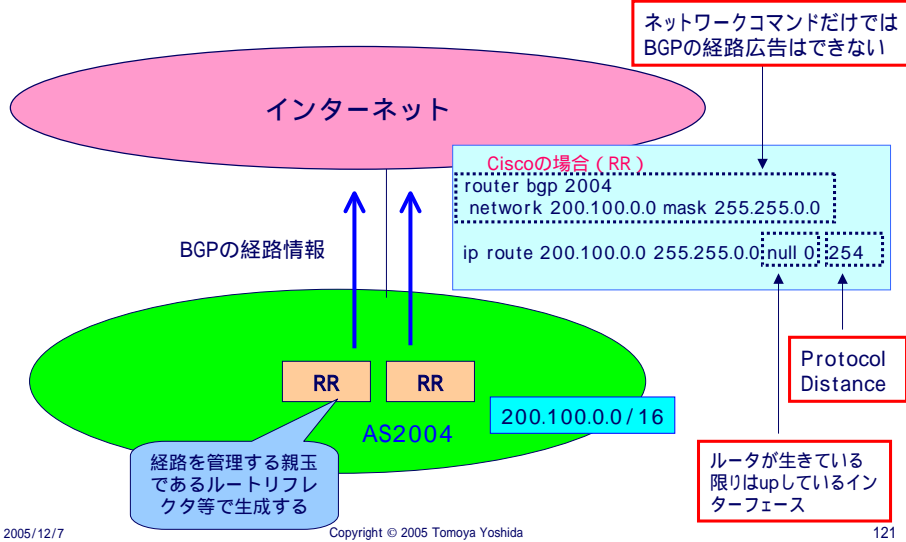 ネットワークコマンドだけでは
BGPの経路広告はできない
インターネット
Ciscoの場合（RR）
router bgp 2004
network 200.100.0.0 mask 255.255.0.0
ip route 200.100.0.0 255.255.0.0 null 0 254
BGPの経路情報
Protocol
Distance
RR
RR
200.100.0.0/16
AS2004
経路を管理する親玉
であるルートリフレ
クタ等で生成する
ルータが生きている
限りはupしているイン
ターフェース
2005/12/7
Copyright © 2005 Tomoya Yoshida
121